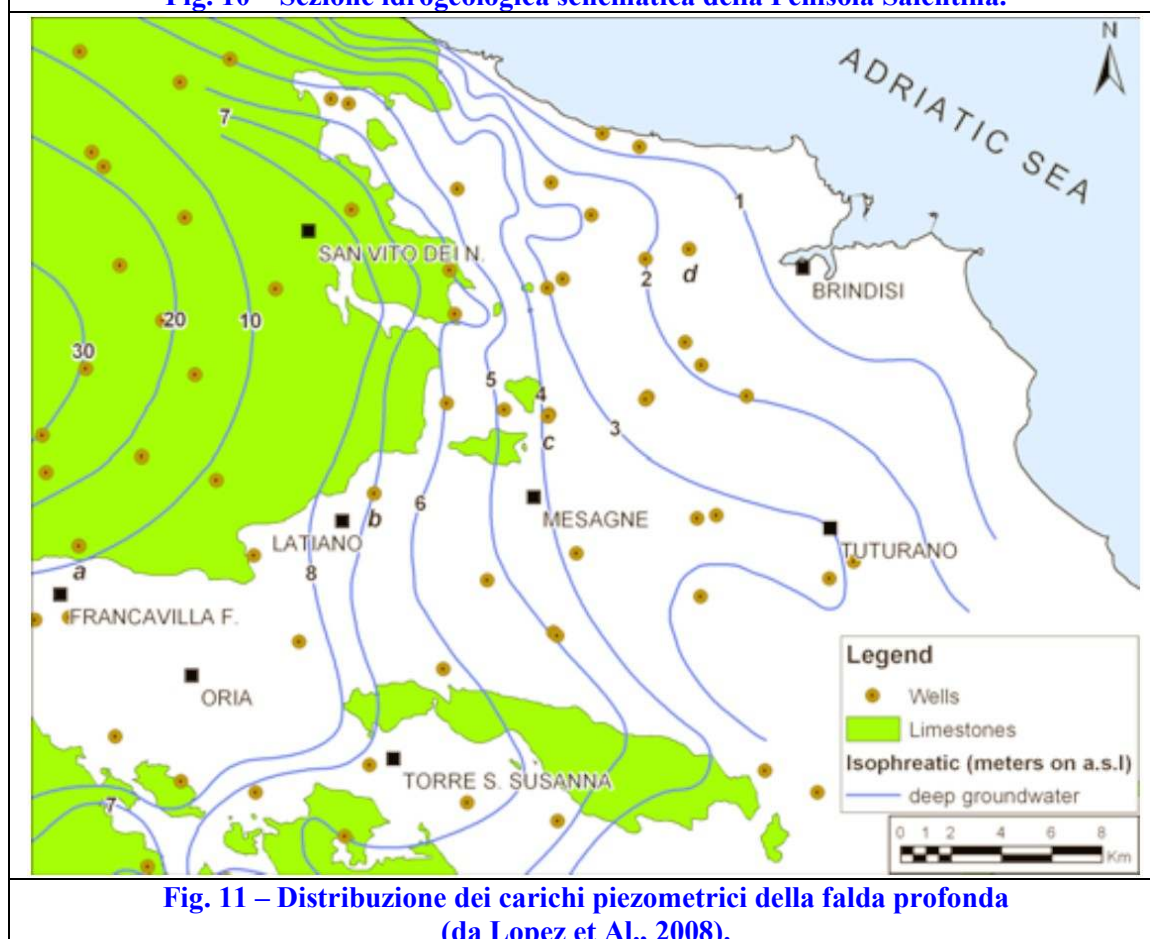 Fig. 10 – Sezione idrogeologica schematica della Penisola Salentina.
N
ADRIATIC SEA
7
1
SAN VITO DEI N.
2
d
BRINDISI
20
10
30
5
4
3
c
6
MESAGNE
b
LATIANO
TUTURANO
8
a
FRANCAVILLA F.
ORIA
TORRE S. SUSANNA
7
Legend
Wells
Limestones
Isophreatic (meters on a.s.l)
deep groundwater
0 1 2 4 6 8
Km
Fig. 11 – Distribuzione dei carichi piezometrici della falda profonda
(da Lopez et Al., 2008).